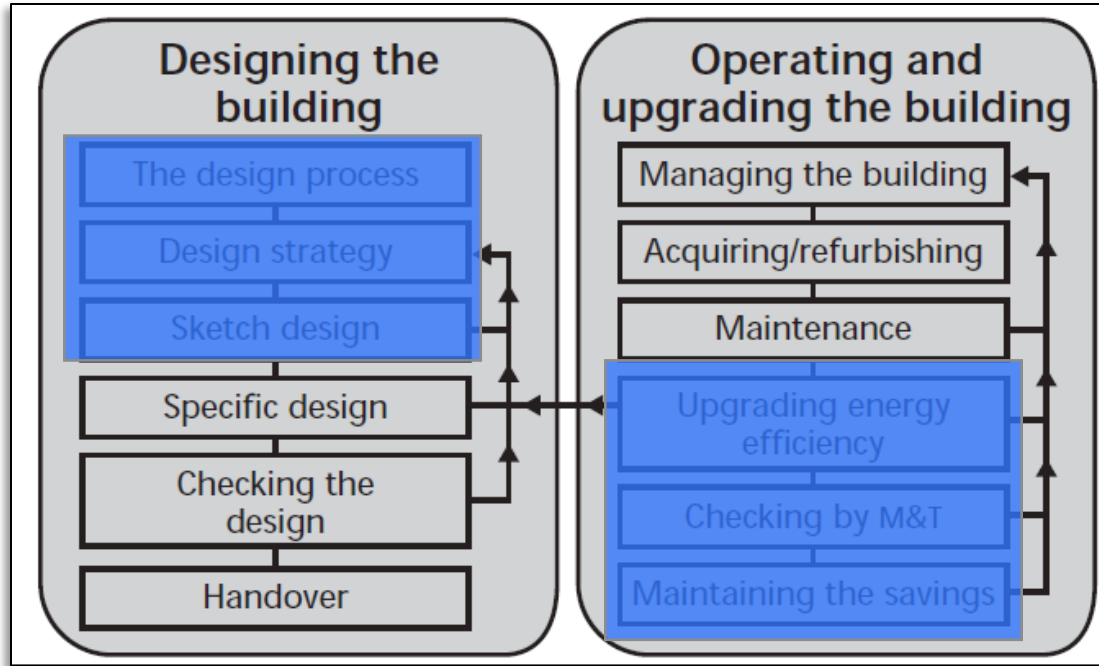 Designing the
building
The design process
Design strategy
Sketch design
Specific design
Checking the
design
Handover
Operating and
upgrading the building
Managing the building
Acquiring/refurbishing
Maintenance
Upgrading energy
efficiency
Checking by M&T
Maintaining the savings